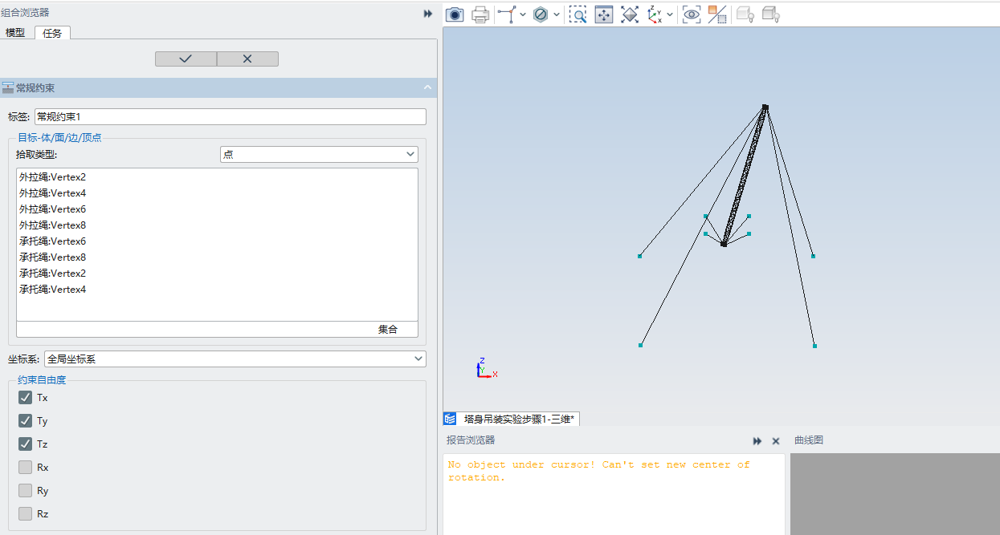 组合浏览器
模型 任务
常规约束
标签: 常规约束1
目标-体/面/边/顶点
拾取类型: 点
外拉绳:Vertex2
外拉绳:Vertex4
外拉绳:Vertex6
外拉绳:Vertex8
承托绳:Vertex6
承托绳:Vertex8
承托绳:Vertex2
承托绳:Vertex4
集合
坐标系: 全局坐标系
约束自由度
Tx
Ty
Tz
Rx
Ry
Rz
Z
Y
X
Z
Y
X
塔身吊装实验步骤1-三维*
报告浏览器
No object under cursor! Can't set new center of
rotation.
曲线图